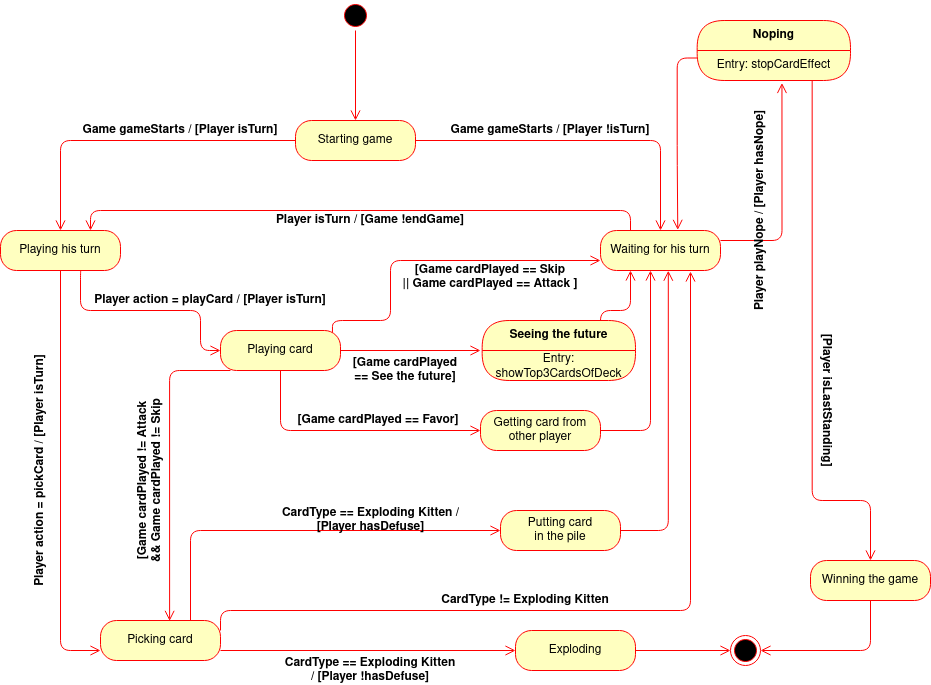 Noping
Entry: stopCardEffect
Game gameStarts / [Player isTurn]
Game gameStarts / [Player !isTurn]
Starting game
Player playNope / [Player hasNope]
Player isTurn / [Game !endGame]
Playing his turn
Waiting for his turn
[Game cardPlayed == Skip
|| Game cardPlayed == Attack ]
Player action = playCard / [Player isTurn]
Seeing the future
Entry:
showTop3CardsOfDeck
Playing card
[Game cardPlayed
== See the future]
[Player isLastStanding]
Player action = pickCard / [Player isTurn]
[Game cardPlayed != Attack
&& Game cardPlayed != Skip
[Game cardPlayed == Favor]
Getting card from
other player
CardType == Exploding Kitten /
[Player hasDefuse]
Putting card
in the pile
Winning the game
CardType != Exploding Kitten
Picking card
Exploding
CardType == Exploding Kitten
/ [Player !hasDefuse]